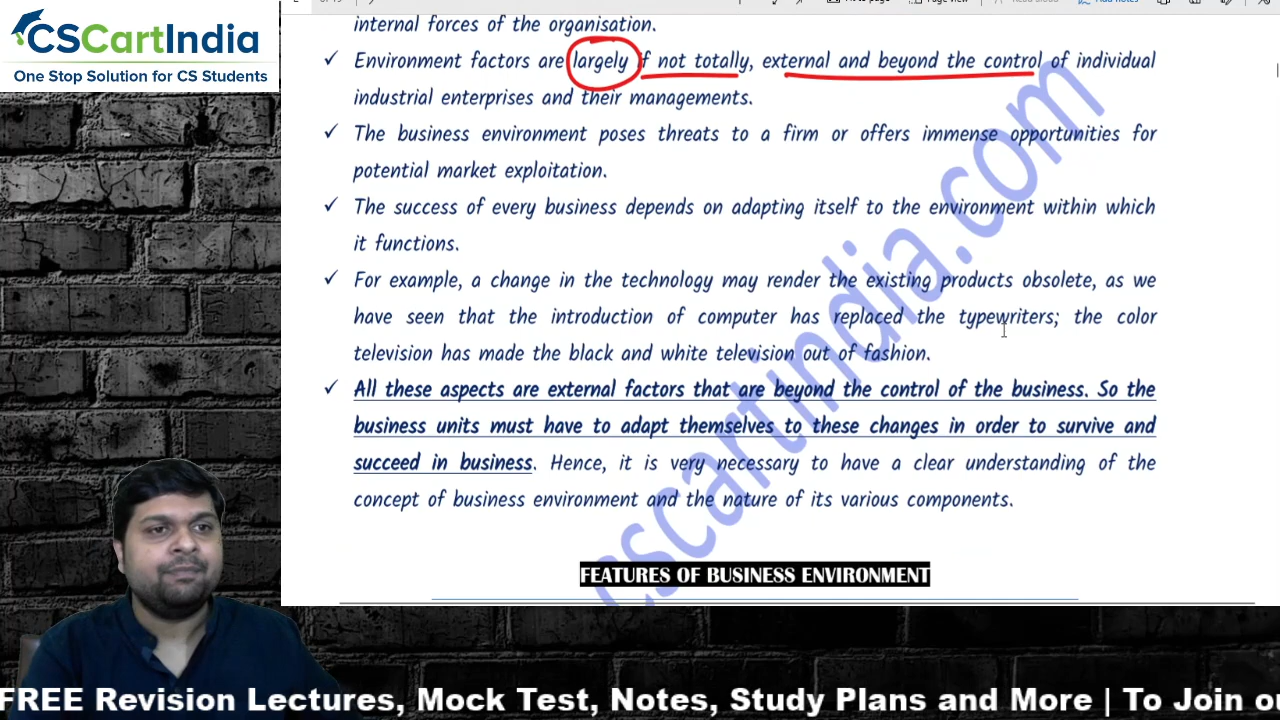 CSCartIndia
One Stop Solution for CS Students
internal forces of the organisation.
✓ Environment factors are largely if not totally, external and beyond the control of individual
industrial enterprises and their managements.
✓ The business environment poses threats to a firm or offers immense opportunities for
potential market exploitation.
✓ The success of every business depends on adapting itself to the environment within which
it functions.
✓ For example, a change in the technology may render the existing products obsolete, as we
have seen that the introduction of computer has replaced the typewriters; the color
television has made the black and white television out of fashion.
✓ All these aspects are external factors that are beyond the control of the business. So the
business units must have to adapt themselves to these changes in order to survive and
succeed in business. Hence, it is very necessary to have a clear understanding of the
concept of business environment and the nature of its various components.
cscartindia.com
FEATURES OF BUSINESS ENVIRONMENT
FREE Revision Lectures, Mock Test, Notes, Study Plans and More | To Join o